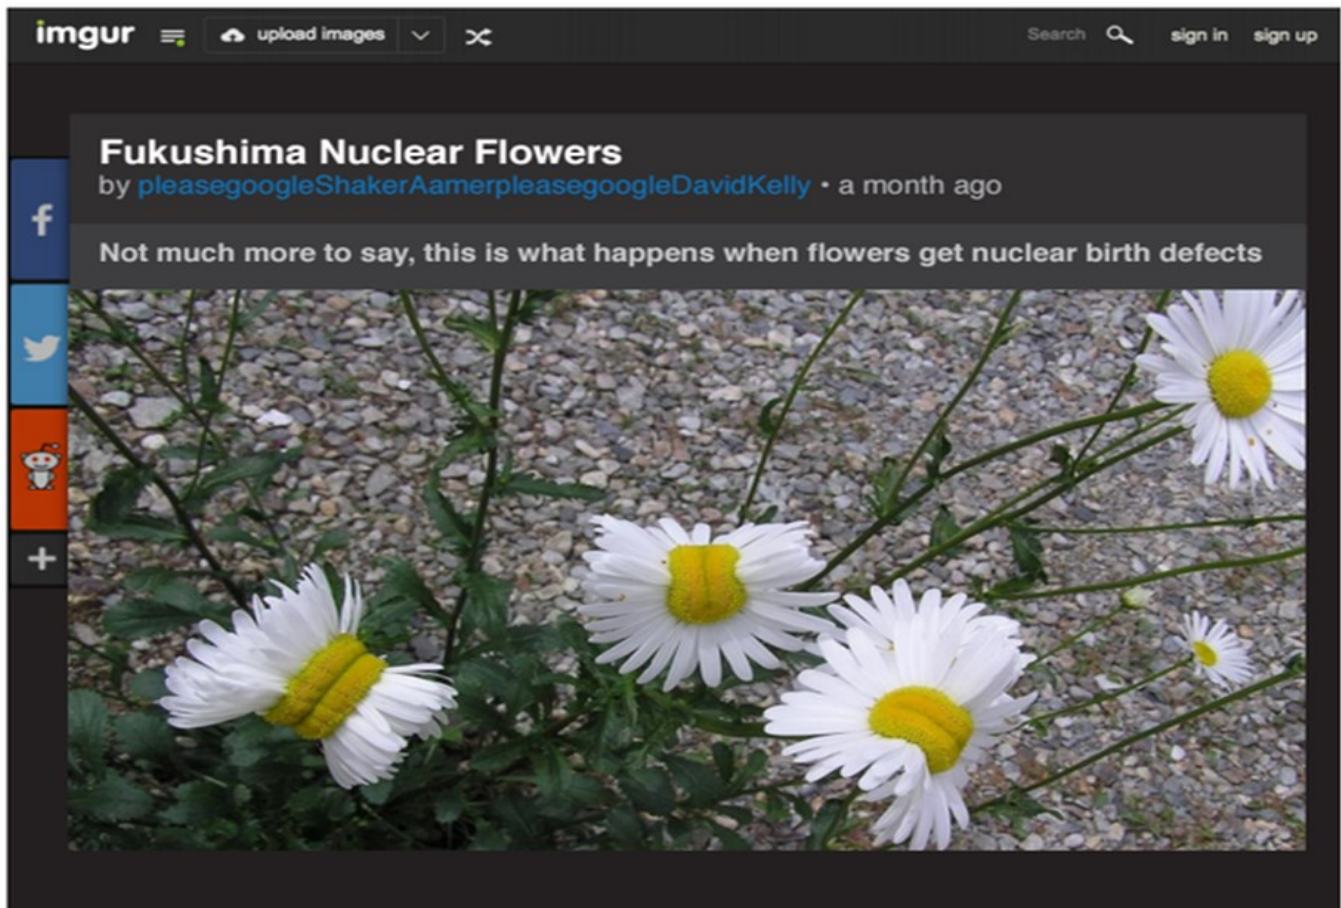 imgur
upload images
Search
sign in
sign up
Fukushima Nuclear Flowers
by pleasegoogleShakerAamerpleasegoogleDavidKelly • a month ago
f
Not much more to say, this is what happens when flowers get nuclear birth defects